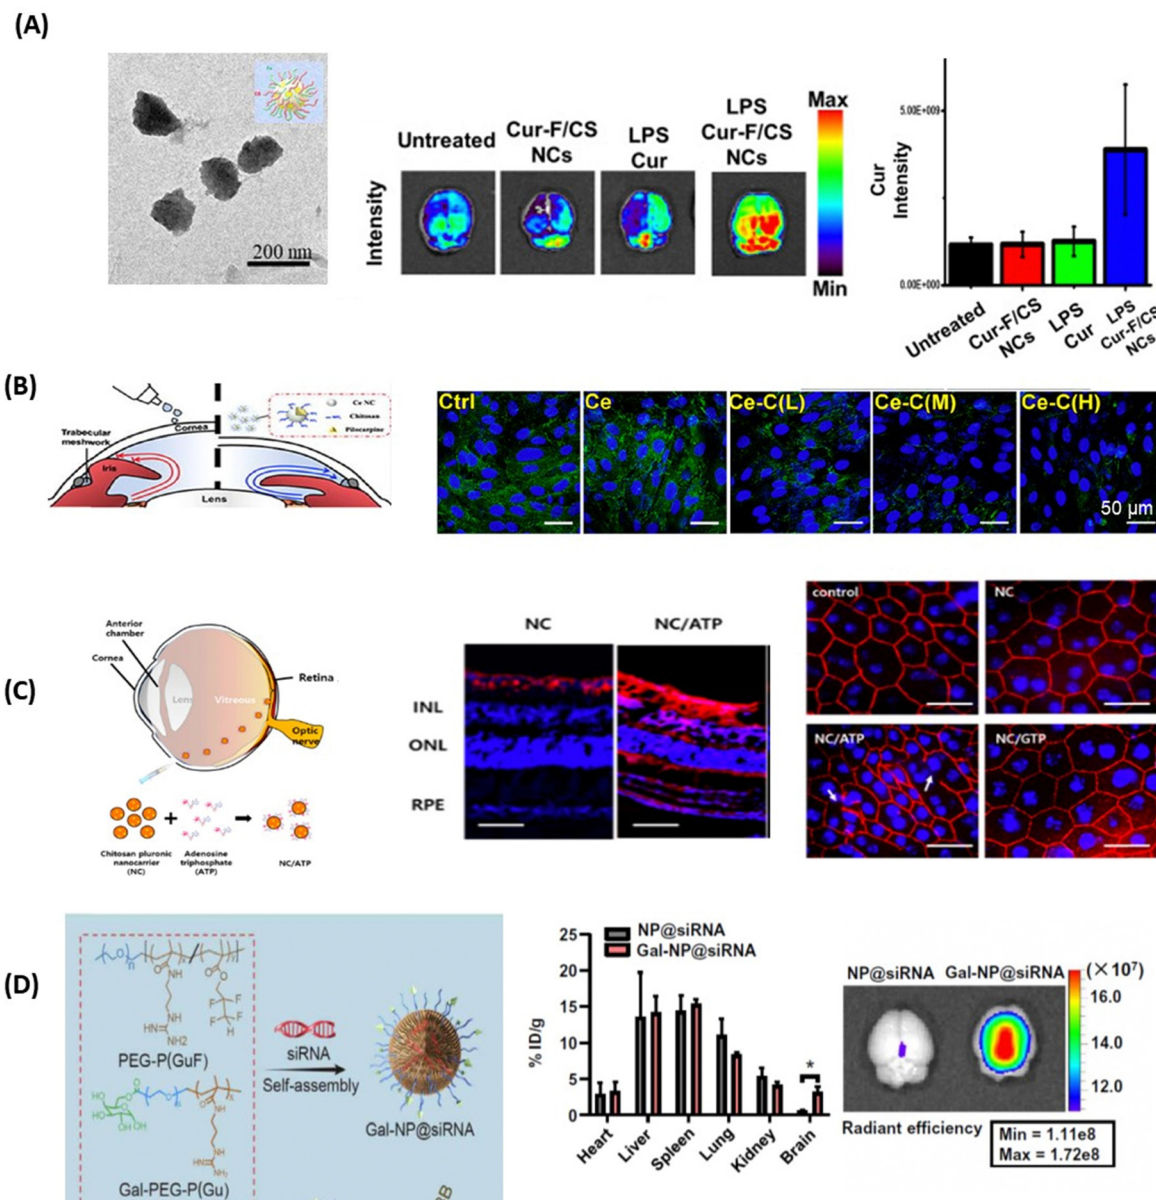 (A)
200 nm
Untreated
Cur-F/CS
NCs
LPS
Cur
LPS
Cur-F/CS
NCs
Intensity
Max
Min
Cur
Intensity
5.00E+009
0.00E+000
Untreated
Cur-F/CS
NCs
LPS
Cur
LPS
Cur-F/CS
NCs
(B)
Trabecular
meshwork
Cornea
Iris
Lens
Ce NC
Chitosan
Pilocarpine
Ctrl
Ce
Ce-C(L)
Ce-C(M)
Ce-C(H)
50 μm
(C)
Anterior
chamber
Cornea
Lens
Vitreous
Retina
Optic
nerve
Chitosan pluronic
nanocarrier
(NC)
+
Adenosine
triphosphate
(ATP)
NC/ATP
NC
NC/ATP
INL
ONL
RPE
control
NC
NC/ATP
NC/GTP
(D)
PEG-P(GuF)
Gal-PEG-P(Gu)
siRNA
Self-assembly
Gal-NP@siRNA
% ID/g
25
20
15
10
5
0
NP@siRNA
Gal-NP@siRNA
*
Heart
Liver
Spleen
Lung
Kidney
Brain
NP@siRNA
Gal-NP@siRNA
(×10⁷)
16.0
14.0
12.0
Radiant efficiency
Min = 1.11e8
Max = 1.72e8